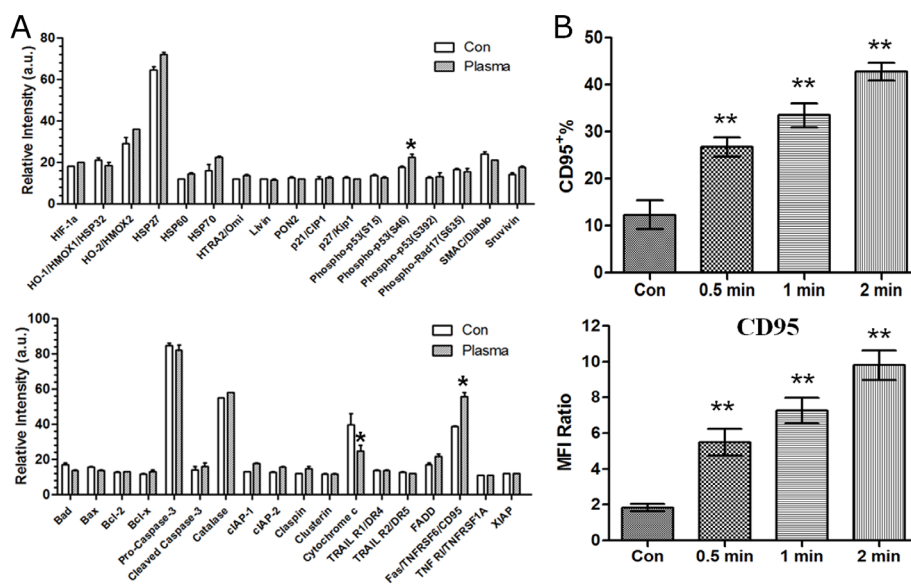 A
Relative Intensity (a.u.)
80
60
40
20
0
Con
Plasma
*
HIF-1a
HO-1/HMOX1/HSP32
HO-2/HMOX2
HSP27
HSP60
HSP70
HTRA2/Omi
Livin
PON2
P21/CIP1
P27/Kip1
Phospho-p53(S15)
Phospho-p53(S46)
Phospho-p53(S392)
Phospho-Rad17(S635)
SMAC/Diablo
Sruvivin
Relative Intensity (a.u.)
100
80
60
40
20
0
Con
Plasma
*
*
Bad
Bax
Bcl-2
Bcl-x
Pro-Caspase-3
Cleaved Caspase-3
Catalase
cIAP-1
cIAP-2
Claspin
Clusterin
Cytochrome c
TRAIL R1/DR4
TRAIL R2/DR5
FADD
Fas/TNFRSF6/CD95
TNF RI/TNFRSF1A
XIAP
B
CD95+%
50
40
30
20
10
0
**
**
**
Con 0.5 min 1 min 2 min
CD95
MFI Ratio
12
10
8
6
4
2
0
**
**
**
Con 0.5 min 1 min 2 min